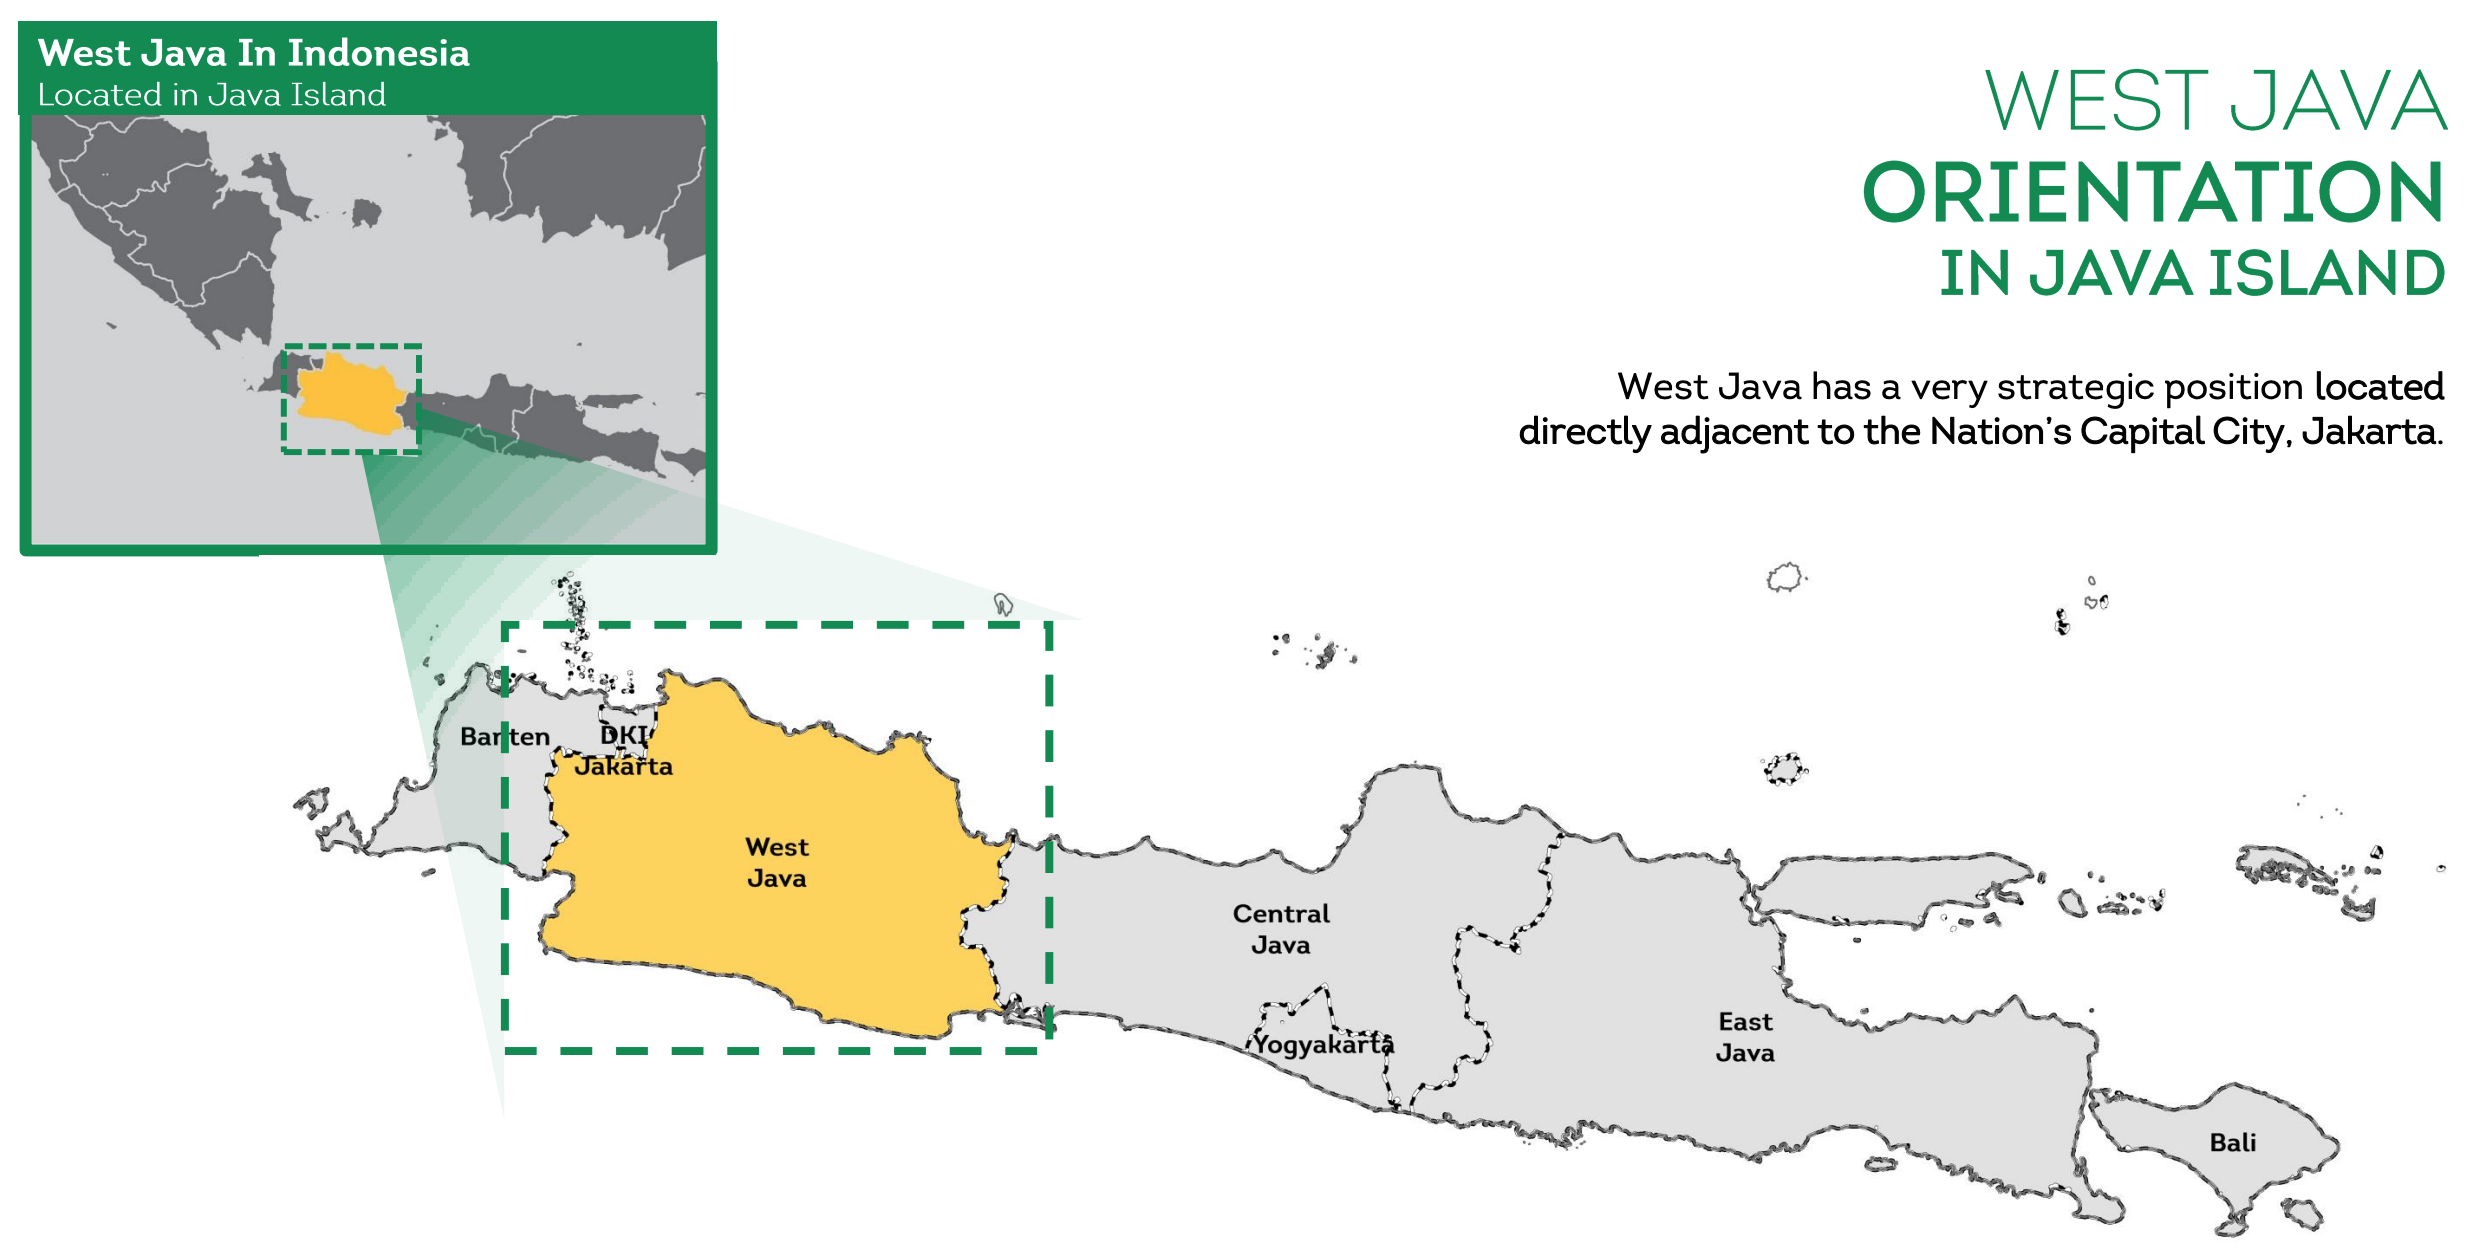 West Java In Indonesia
Located in Java Island
WEST JAVA
ORIENTATION
IN JAVA ISLAND
West Java has a very strategic position located
directly adjacent to the Nation's Capital City, Jakarta.
Banten
DKI
Jakarta
West
Java
Central
Java
Yogyakarta
East
Java
Bali